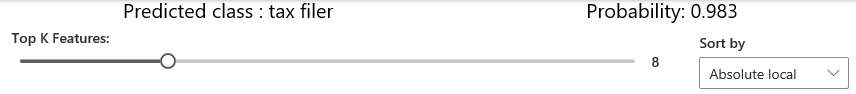 Predicted class : tax filer Probability: 0.983
Top K Features:
8
Sort by
Absolute local